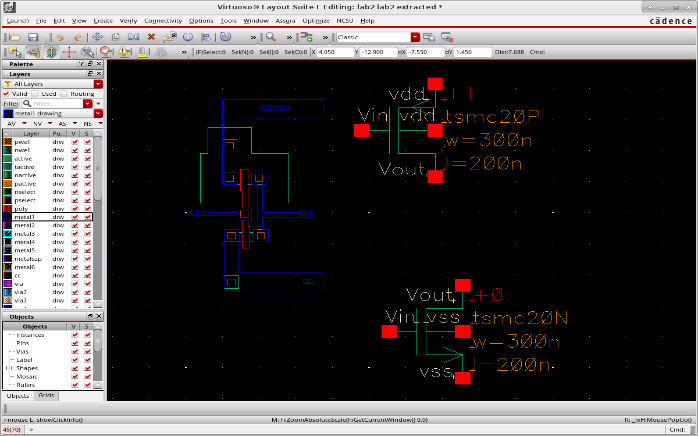 Virtuoso® Layout Suite L Editing: lab2 lab2 extracted *
Launch File Edit View Create Verify Connectivity Options Tools Window Assura Optimize NCSU Help
cādence
Classic
(F)Select:0 Sel(N):0 Sel(I):0 Sel(O):0 X 4.050 Y -12.900 dX -7.550 dY 1.450 Dist:7.688 Cmd:
Palette
Layers
All Layers
Valid Used Routing
Filter Filter
metal1 drawing
AV NV AS NS
Layer Pu... V S
pwell drw
nwell drw
active drw
tactive drw
nactive drw
pactive drw
nselect drw
pselect drw
poly drw
metal1 drw
metal2 drw
metal3 drw
metal4 drw
metal5 drw
metalcap drw
metal6 drw
cc drw
via drw
via2 drw
via3 drw
Objects
Objects V S
Instances
Pins
Vias
Label
Shapes
Mosaic
Rulers
Objects Grids
vdd
Vin vdd tsmc20P
w=300n
l=200n
Vout
Vout +0
Vin vss tsmc20N
w=300n
l=200n
vss
mouse L: showClickInfo() M: hiZoomAbsoluteScale(hiGetCurrentWindow() 0.9) R: _lxHiMousePopUp()
45(70) > Cmd: